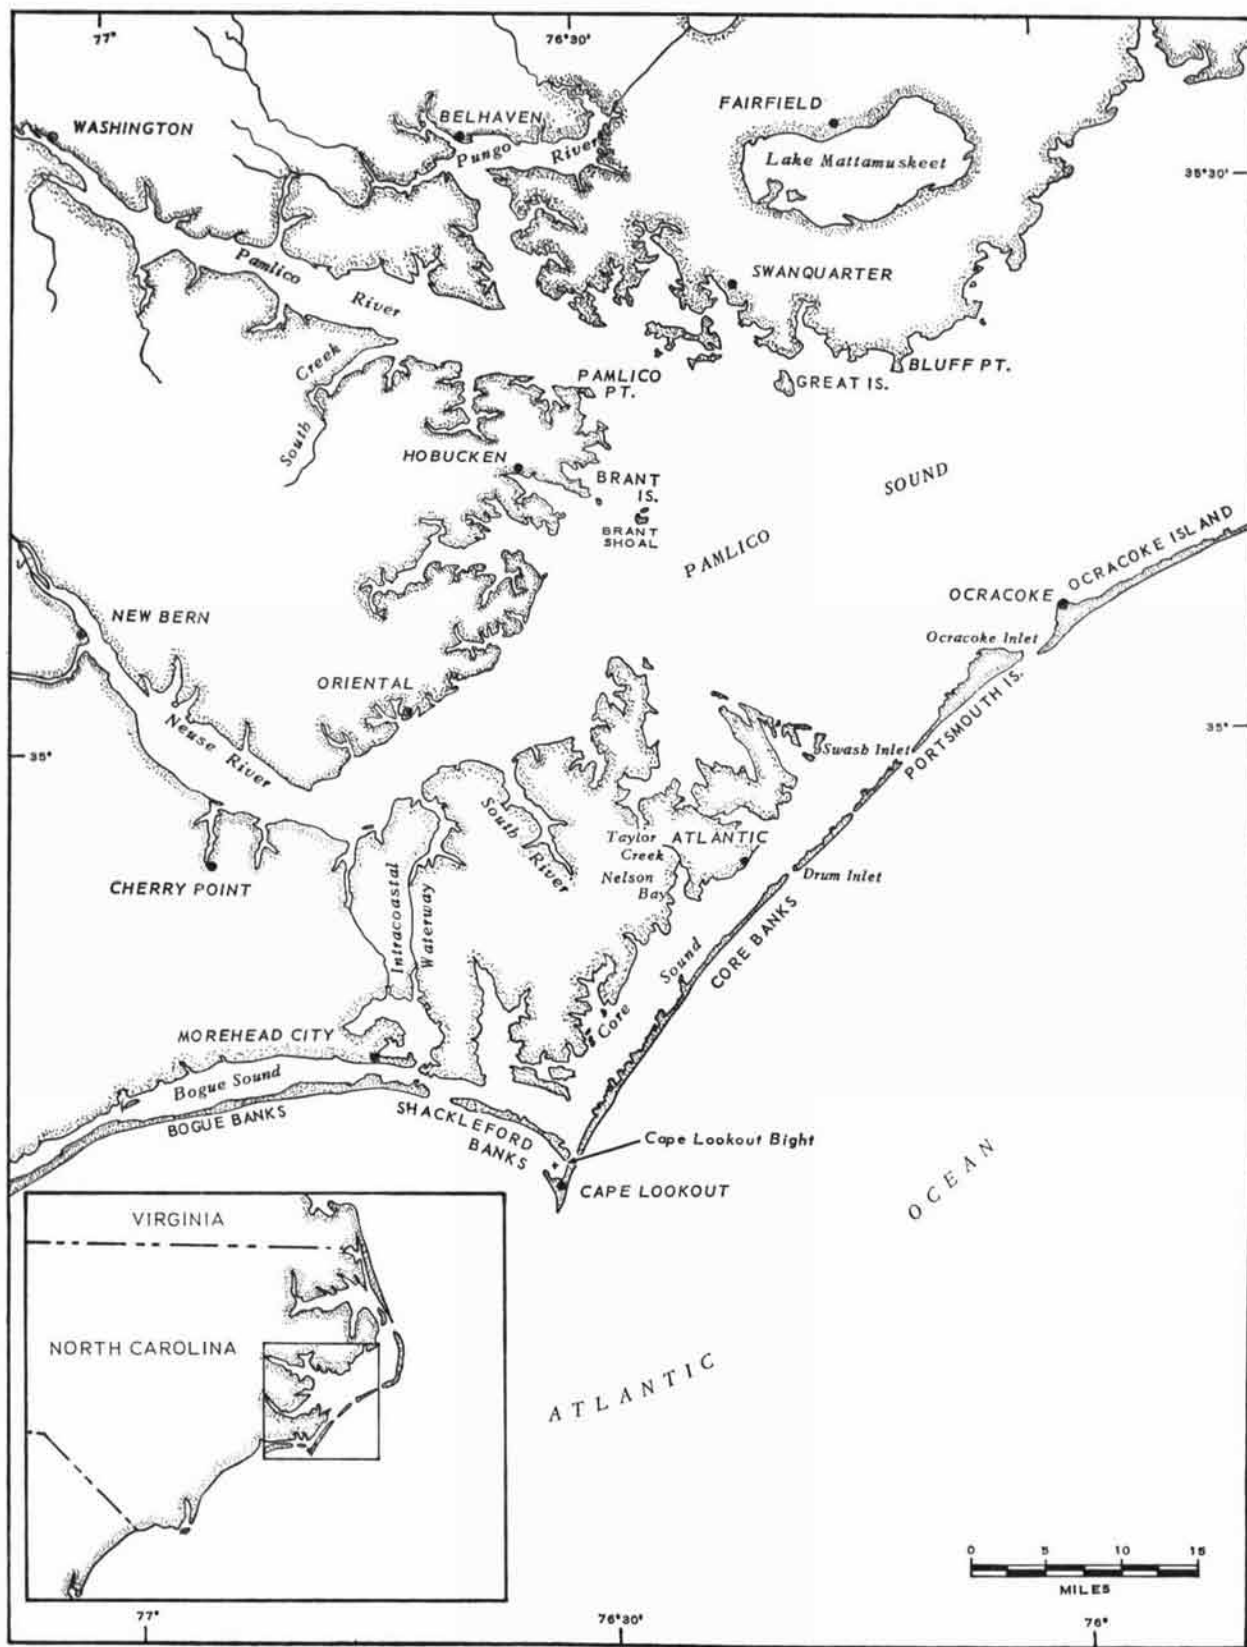 77°
76°30'
WASHINGTON
BELHAVEN
Pungo
River
FAIRFIELD
Lake Mattamuskeet
35°30'
Pamlico
River
SWANQUARTER
South
Creek
PAMLICO
PT.
GREAT IS.
BLUFF PT.
HOBUCKEN
BRANT
IS.
BRANT
SHOAL
PAMLICO
SOUND
OCRACOKE ISLAND
OCRACOKE
Ocracoke Inlet
NEW BERN
ORIENTAL
PORTSMOUTH IS.
Neuse
River
35°
35°
Swash Inlet
South
River
Taylor
Creek
ATLANTIC
Nelson
Bay
Drum Inlet
CHERRY POINT
Intracoastal
Waterway
Core
Sound
CORE BANKS
MOREHEAD CITY
Bogue Sound
BOGUE BANKS
SHACKLEFORD
BANKS
Cape Lookout Bight
CAPE LOOKOUT
ATLANTIC
OCEAN
VIRGINIA
NORTH CAROLINA
0 5 10 15
MILES
77°
76°30'
76°